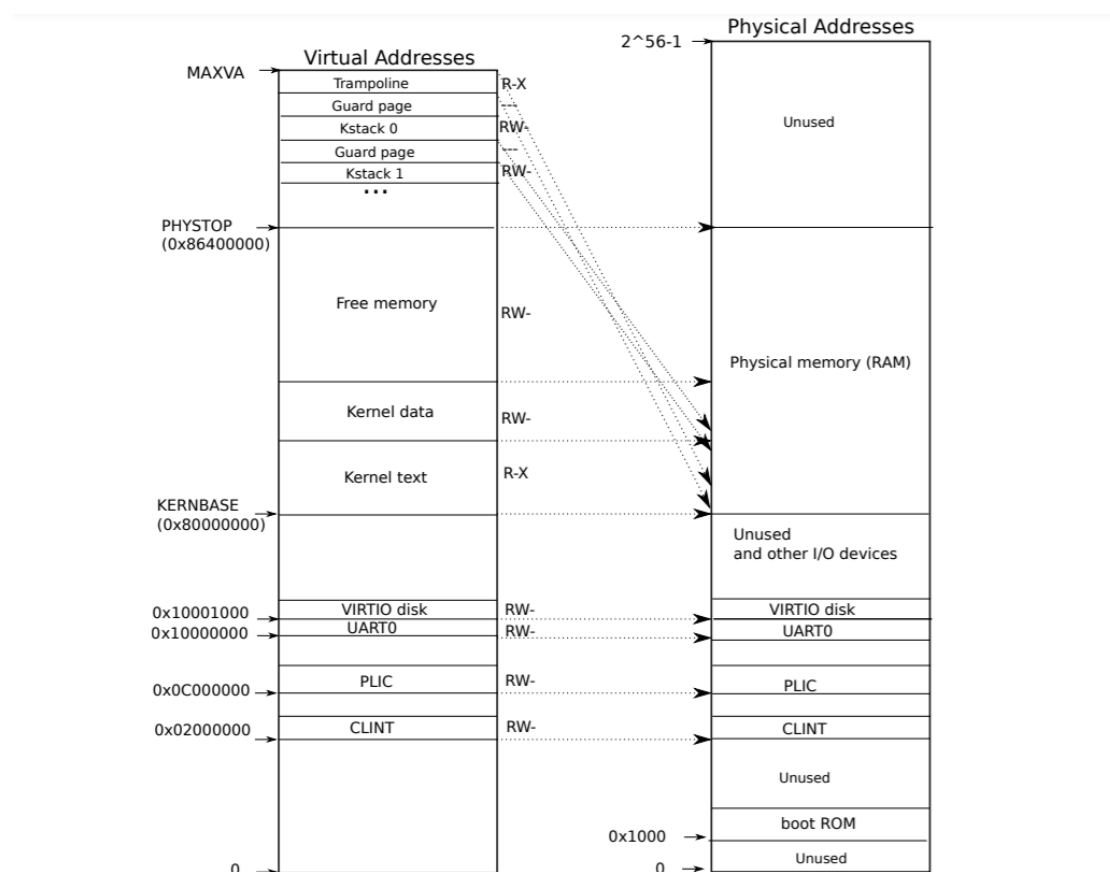 Physical Addresses
2^56-1
Virtual Addresses
MAXVA
Trampoline
R-X
Guard page
---
Unused
Kstack 0
RW-
Guard page
---
Kstack 1
RW-
...
PHYSTOP
(0x86400000)
Free memory
RW-
Physical memory (RAM)
Kernel data
RW-
Kernel text
R-X
KERNBASE
(0x80000000)
Unused
and other I/O devices
0x10001000
VIRTIO disk
RW-
VIRTIO disk
0x10000000
UART0
RW-
UART0
0x0C000000
PLIC
RW-
PLIC
0x02000000
CLINT
RW-
CLINT
Unused
boot ROM
0x1000
Unused
0
0